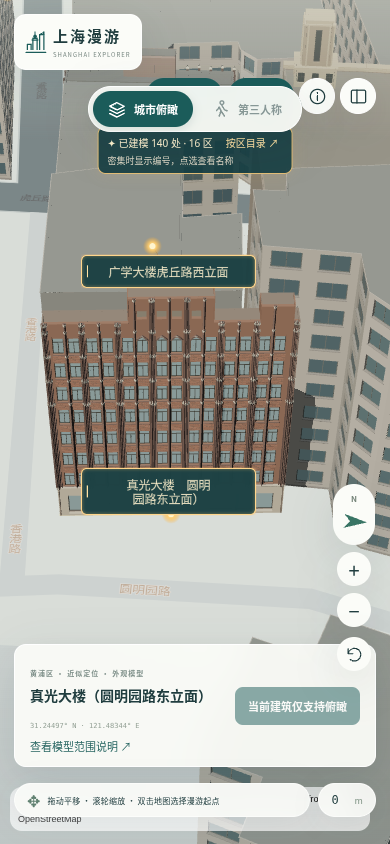 上海漫游
SHANGHAI EXPLORER
城市俯瞰
第三人称
✦ 已建模 140 处 · 16 区 按区目录 ↗
密集时显示编号，点选查看名称
广学大楼虎丘路西立面
真光大楼 圆明
园路东立面）
香港路
圆明园路
N
+
−
黄浦区 · 近似定位 · 外观模型
真光大楼（圆明园路东立面）
当前建筑仅支持俯瞰
31.24497° N · 121.48344° E
查看模型范围说明 ↗
拖动平移 · 滚轮缩放 · 双击地图选择漫游起点
0 m
OpenStreetMap